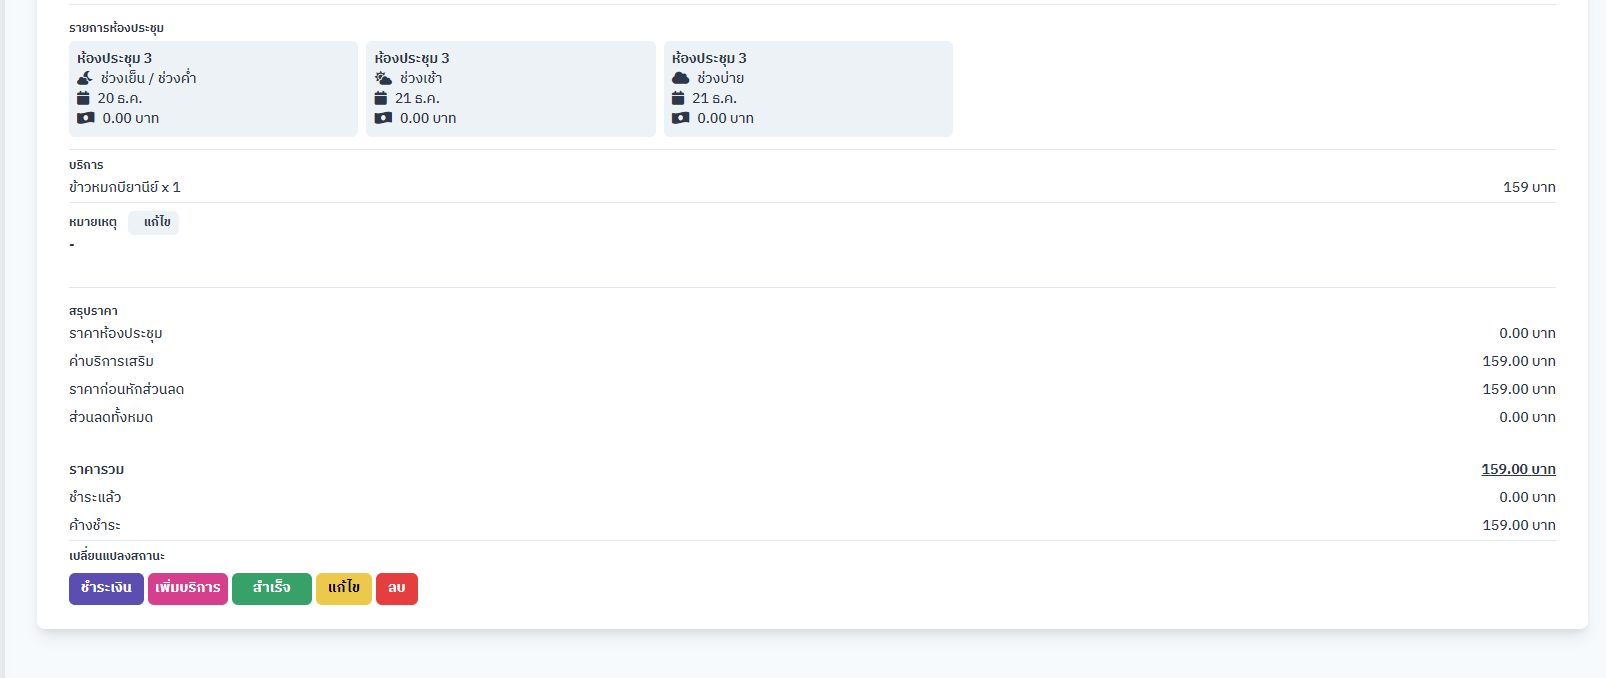 รายการห้องประชุม
ห้องประชุม 3
ช่วงเย็น / ช่วงค่ำ
20 ธ.ค.
0.00 บาท
ห้องประชุม 3
ช่วงเช้า
21 ธ.ค.
0.00 บาท
ห้องประชุม 3
ช่วงบ่าย
21 ธ.ค.
0.00 บาท
บริการ
ข้าวหมกบียานีย์ x 1 159 บาท
หมายเหตุ แก้ไข
-
สรุปราคา
ราคาห้องประชุม 0.00 บาท
ค่าบริการเสริม 159.00 บาท
ราคาก่อนหักส่วนลด 159.00 บาท
ส่วนลดทั้งหมด 0.00 บาท
ราคารวม 159.00 บาท
ชำระแล้ว 0.00 บาท
ค้างชำระ 159.00 บาท
เปลี่ยนแปลงสถานะ
ชำระเงิน เพิ่มบริการ สำเร็จ แก้ไข ลบ